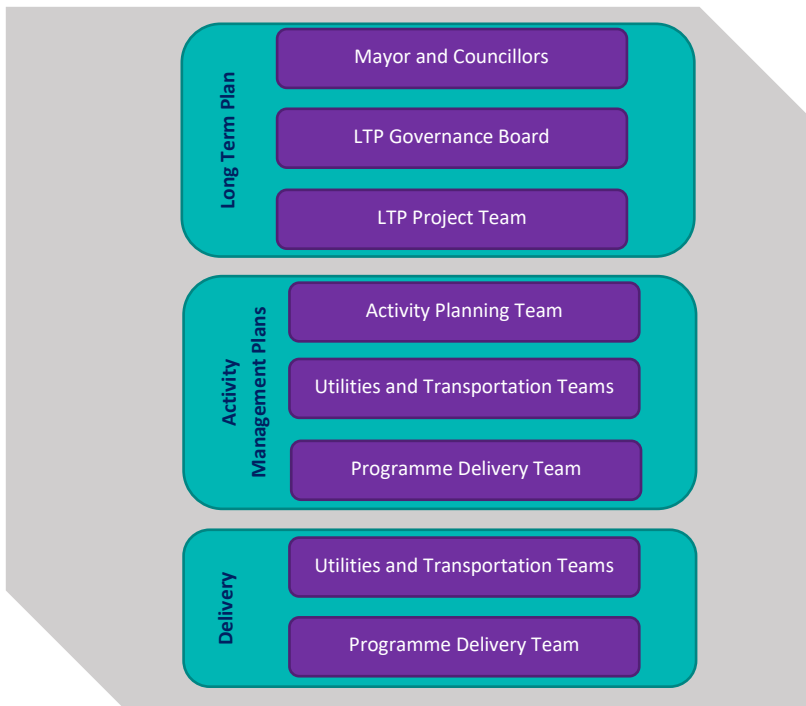 Long Term Plan
Mayor and Councillors
LTP Governance Board
LTP Project Team
Activity
Management Plans
Activity Planning Team
Utilities and Transportation Teams
Programme Delivery Team
Delivery
Utilities and Transportation Teams
Programme Delivery Team